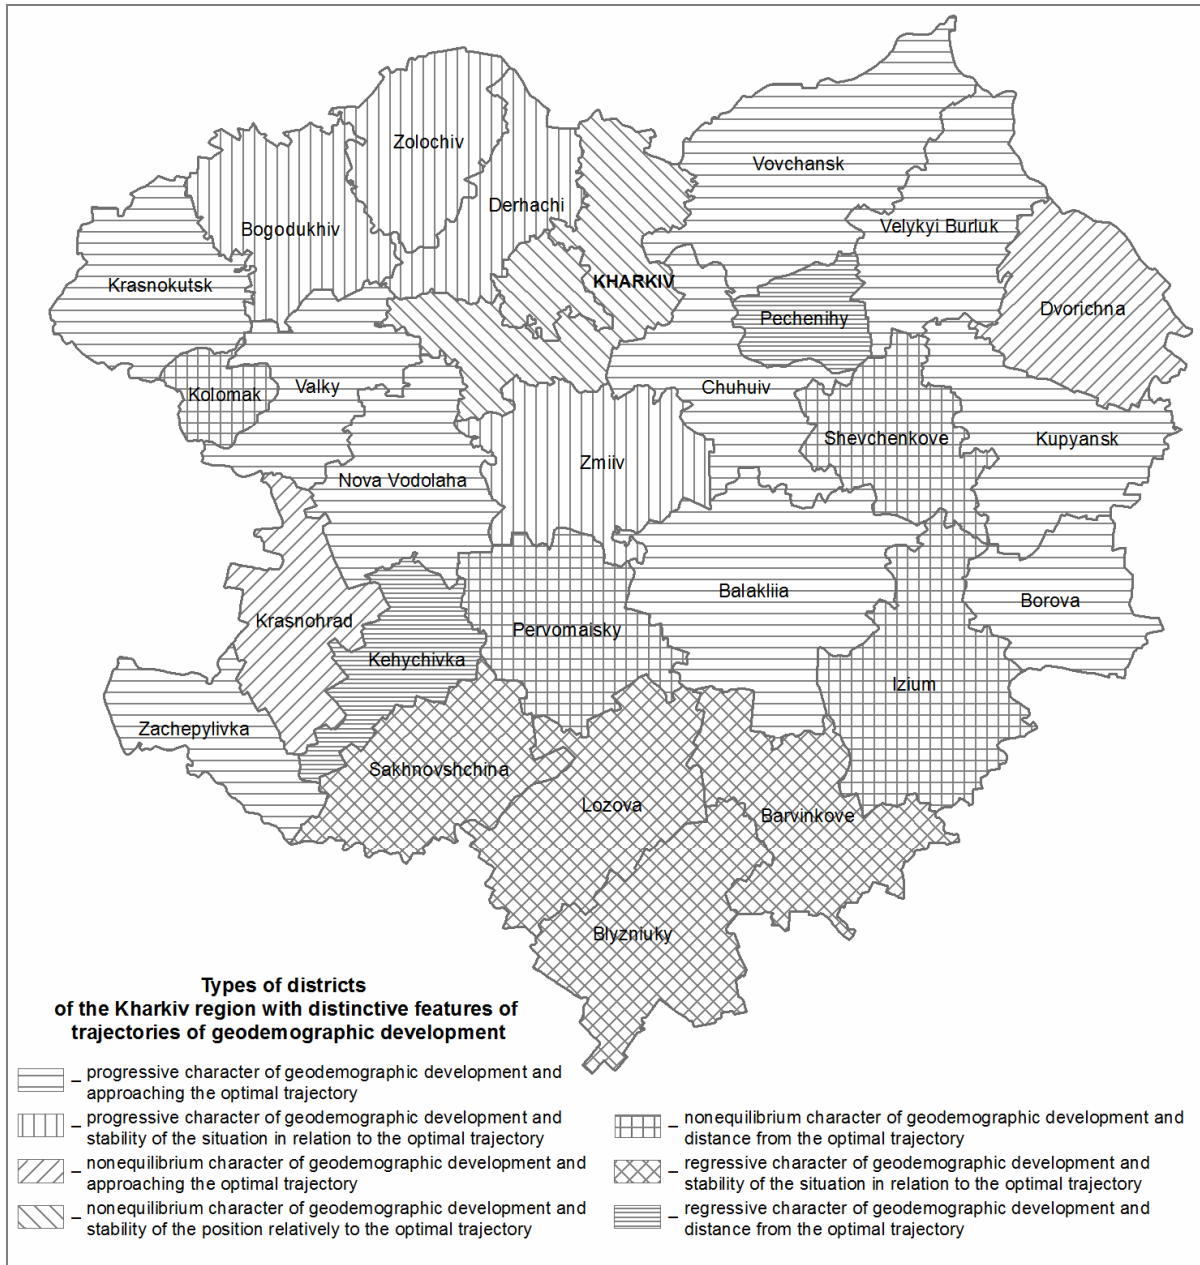 Zolochiv
Vovchansk
Derhachi
Bogodukhiv
Velykyi Burluk
Krasnokutsk
KHARKIV
Dvorichna
Pechenihy
Kolomak
Valky
Chuhuiv
Shevchenkove
Kupyansk
Zmiiv
Nova Vodolaha
Balakliia
Borova
Krasnohrad
Pervomaisky
Kehychivka
Izium
Zachepylivka
Sakhnovshchina
Lozova
Barvinkove
Blyzniuky
Types of districts
of the Kharkiv region with distinctive features of
trajectories of geodemographic development
– progressive character of geodemographic development and
approaching the optimal trajectory
– progressive character of geodemographic development and
stability of the situation in relation to the optimal trajectory
– nonequilibrium character of geodemographic development and
approaching the optimal trajectory
– nonequilibrium character of geodemographic development and
stability of the position relatively to the optimal trajectory
– nonequilibrium character of geodemographic development and
distance from the optimal trajectory
– regressive character of geodemographic development and
stability of the situation in relation to the optimal trajectory
– regressive character of geodemographic development and
distance from the optimal trajectory